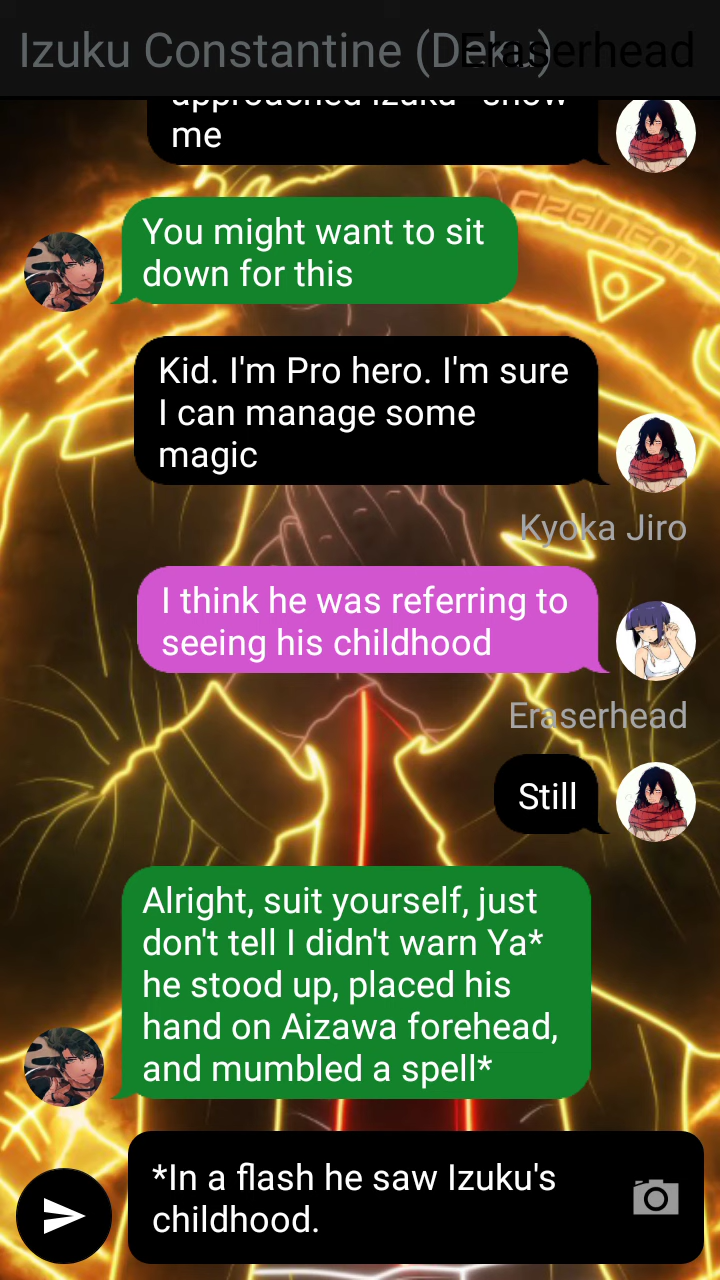 Izuku Constantine (Deku)
Eraserhead
approached Izuku* show
me
You might want to sit
down for this
Kid. I'm Pro hero. I'm sure
I can manage some
magic
Kyoka Jiro
I think he was referring to
seeing his childhood
Eraserhead
Still
Alright, suit yourself, just
don't tell I didn't warn Ya*
he stood up, placed his
hand on Aizawa forehead,
and mumbled a spell*
*In a flash he saw Izuku's
childhood.